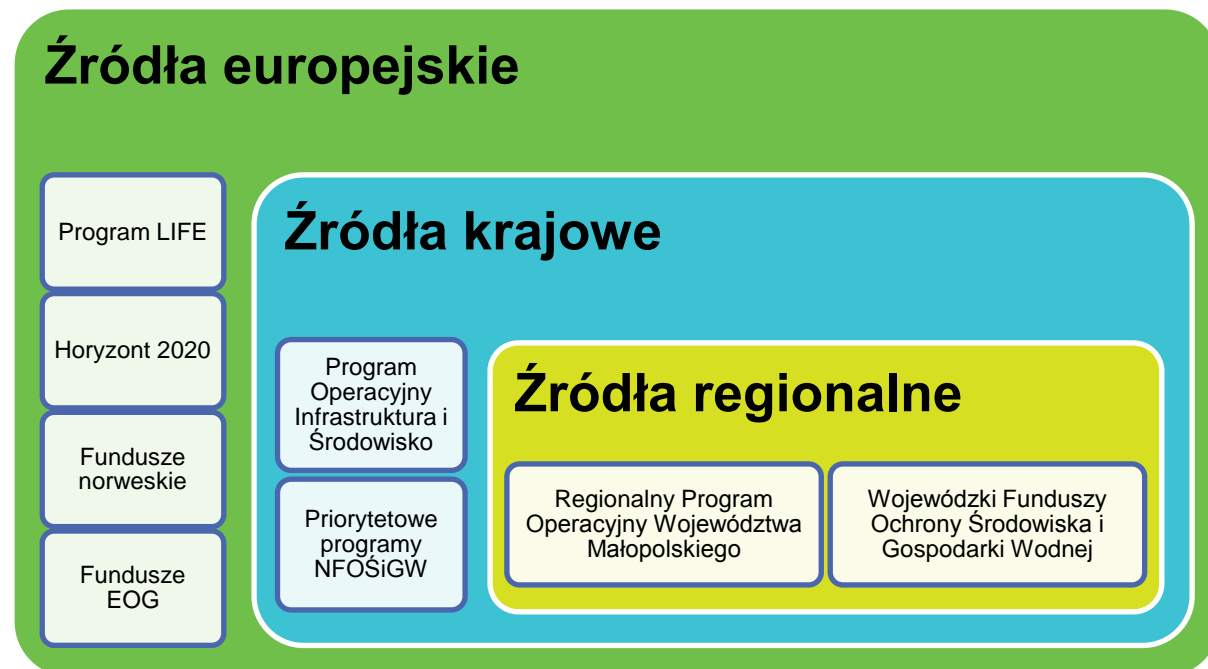 Źródła europejskie
Program LIFE
Horyzont 2020
Fundusze
norweskie
Fundusze
EOG
Źródła krajowe
Program
Operacyjny
Infrastruktura i
Środowisko
Priorytetowe
programy
NFOŚiGW
Źródła regionalne
Regionalny Program
Operacyjny Województwa
Małopolskiego
Wojewódzki Funduszy
Ochrony Środowiska i
Gospodarki Wodnej